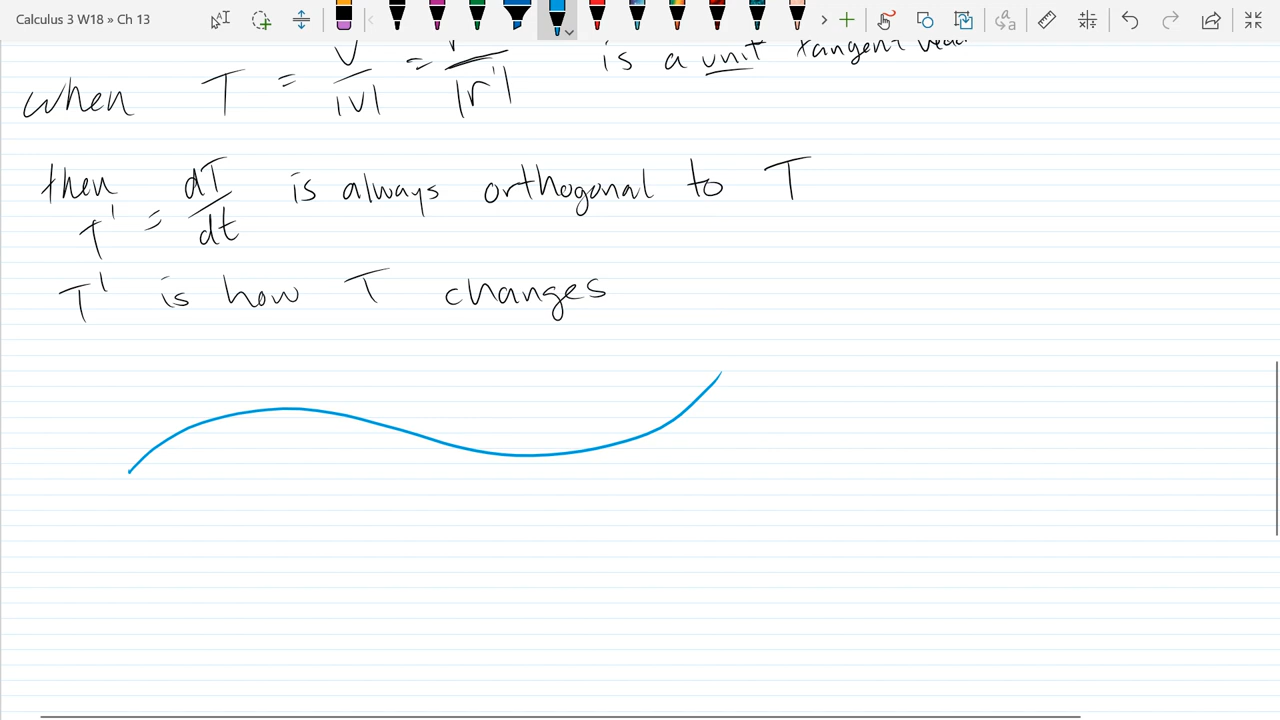 Calculus 3 W18 » Ch 13
when T = V/|V| = r'/|r'| is a unit tangent
then dT/dt is always orthogonal to T
T' =
T' is how T changes